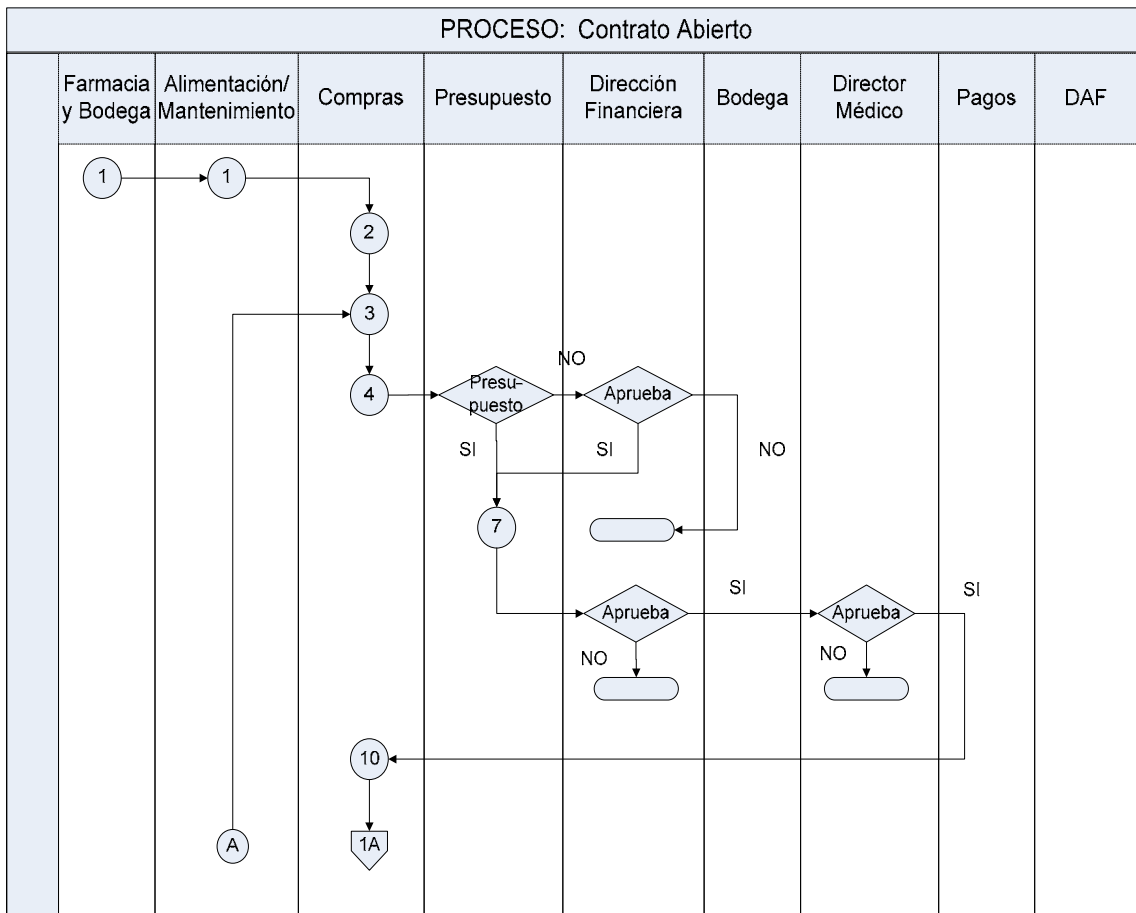 PROCESO:  Contrato Abierto
Farmacia
y Bodega
Alimentación/
Mantenimiento
Compras
Presupuesto
Dirección
Financiera
Bodega
Director
Médico
Pagos
DAF
1
1
2
3
4
Presu-
puesto
NO
Aprueba
SI
SI
NO
7
Aprueba
SI
Aprueba
SI
NO
NO
10
A
1A